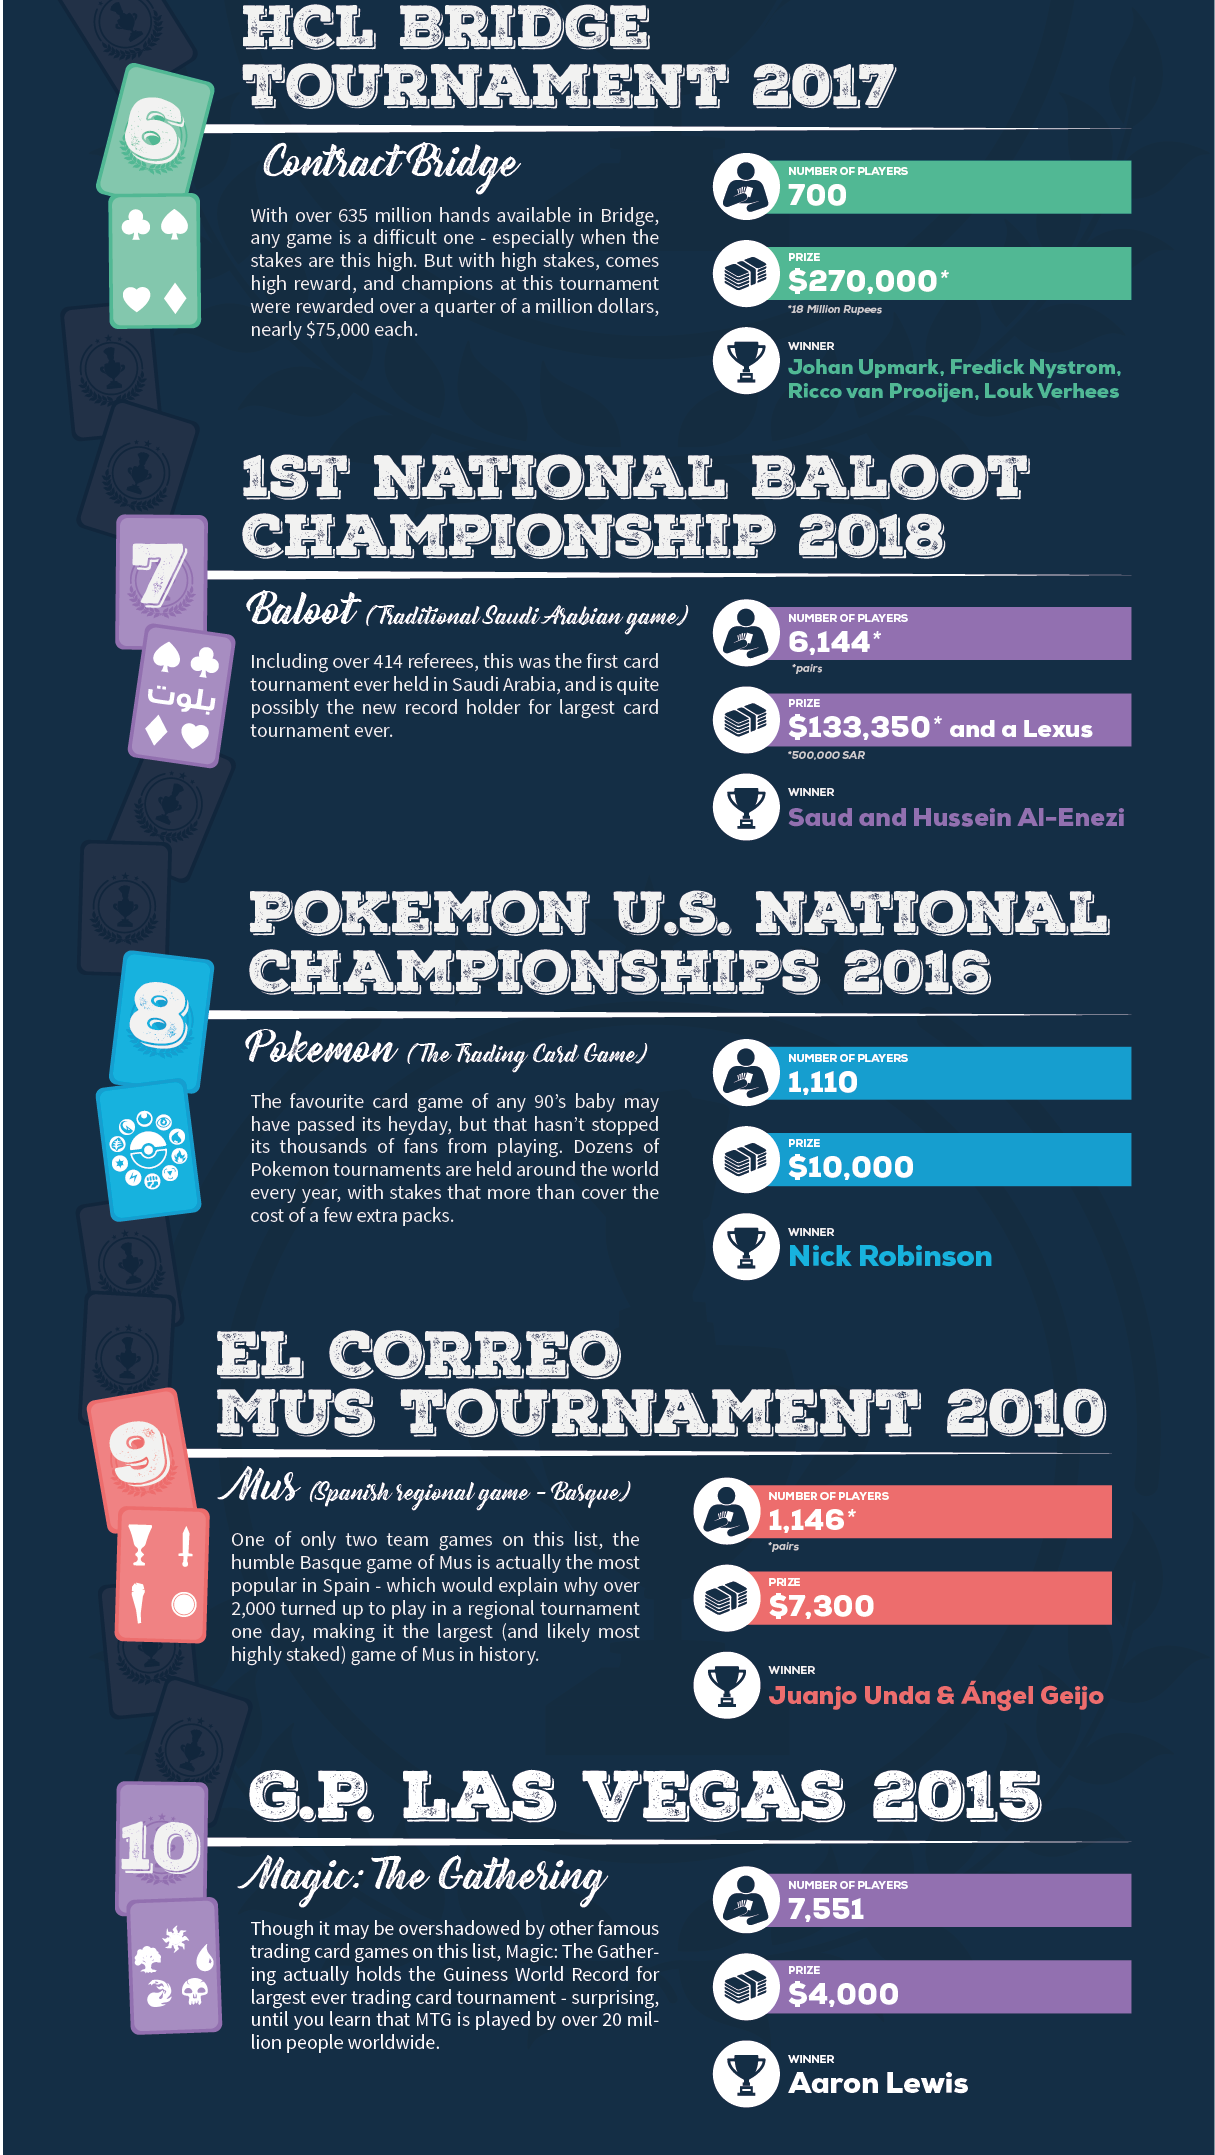 HCL BRIDGE
TOURNAMENT 2017
6
Contract Bridge
With over 635 million hands available in Bridge,
any game is a difficult one - especially when the
stakes are this high. But with high stakes, comes
high reward, and champions at this tournament
were rewarded over a quarter of a million dollars,
nearly $75,000 each.
NUMBER OF PLAYERS
700
PRIZE
$270,000*
*18 Million Rupees
WINNER
Johan Upmark, Fredick Nystrom,
Ricco van Prooijen, Louk Verhees
1ST NATIONAL BALOOT
CHAMPIONSHIP 2018
7
بلوت
Baloot (Traditional Saudi Arabian game)
Including over 414 referees, this was the first card
tournament ever held in Saudi Arabia, and is quite
possibly the new record holder for largest card
tournament ever.
NUMBER OF PLAYERS
6,144*
*pairs
PRIZE
$133,350* and a Lexus
*500,000 SAR
WINNER
Saud and Hussein Al-Enezi
POKEMON U.S. NATIONAL
CHAMPIONSHIPS 2016
8
Pokemon (The Trading Card Game)
The favourite card game of any 90's baby may
have passed its heyday, but that hasn't stopped
its thousands of fans from playing. Dozens of
Pokemon tournaments are held around the world
every year, with stakes that more than cover the
cost of a few extra packs.
NUMBER OF PLAYERS
1,110
PRIZE
$10,000
WINNER
Nick Robinson
EL CORREO
MUS TOURNAMENT 2010
9
Mus (Spanish regional game - Basque)
One of only two team games on this list, the
humble Basque game of Mus is actually the most
popular in Spain - which would explain why over
2,000 turned up to play in a regional tournament
one day, making it the largest (and likely most
highly staked) game of Mus in history.
NUMBER OF PLAYERS
1,146*
*pairs
PRIZE
$7,300
WINNER
Juanjo Unda & Ángel Geijo
G.P. LAS VEGAS 2015
10
Magic: The Gathering
Though it may be overshadowed by other famous
trading card games on this list, Magic: The Gather-
ing actually holds the Guiness World Record for
largest ever trading card tournament - surprising,
until you learn that MTG is played by over 20 mil-
lion people worldwide.
NUMBER OF PLAYERS
7,551
PRIZE
$4,000
WINNER
Aaron Lewis